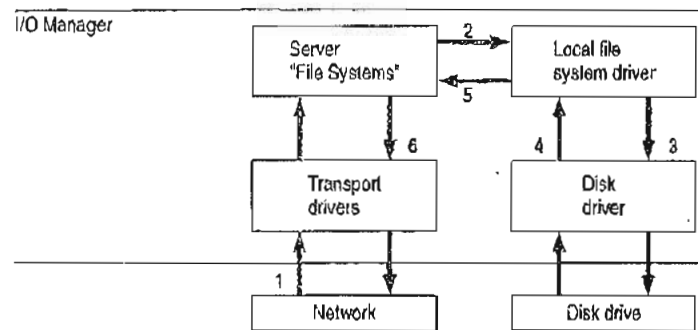 I/O Manager
Server
"File Systems"
2
Local file
system driver
5
6
4
3
Transport
drivers
Disk
driver
1
Network
Disk drive